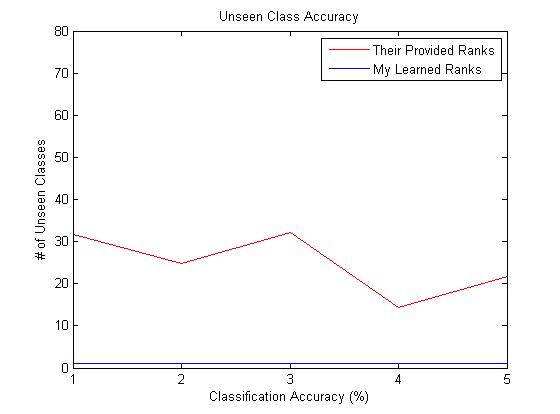 Unseen Class Accuracy
80
70
60
50
40
30
20
10
0
# of Unseen Classes
Their Provided Ranks
My Learned Ranks
1 2 3 4 5
Classification Accuracy (%)